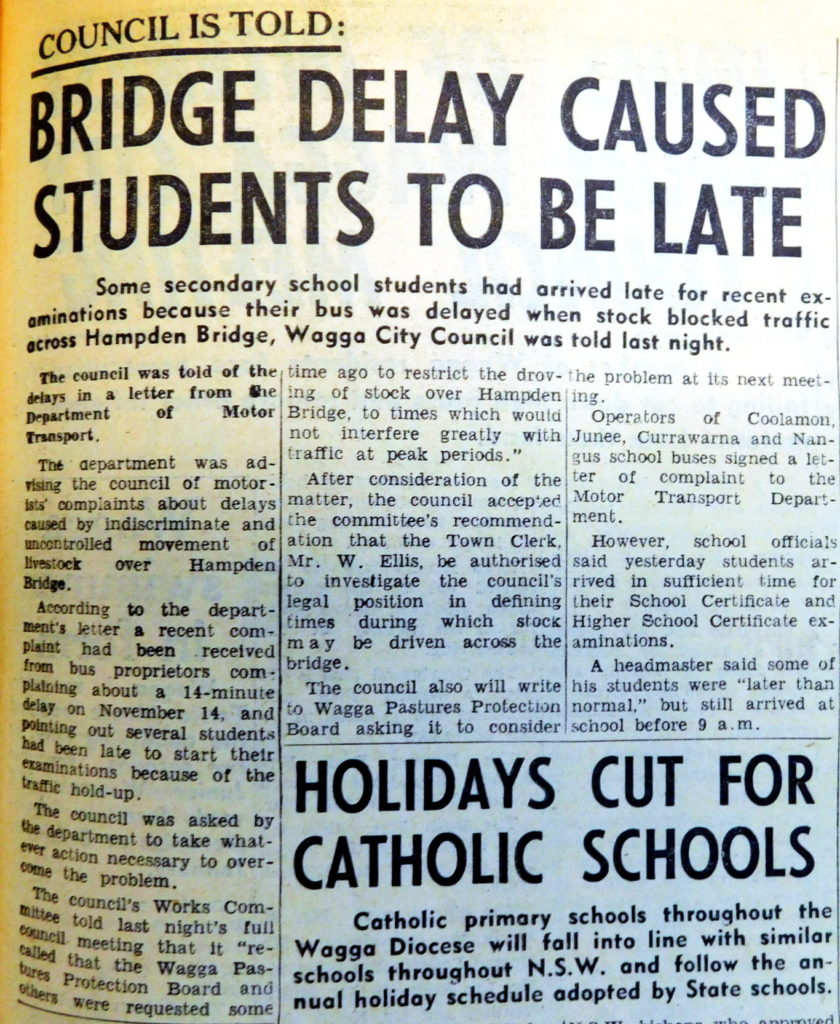 COUNCIL IS TOLD:
BRIDGE DELAY CAUSED
STUDENTS TO BE LATE
Some secondary school students had arrived late for recent ex-
aminations because their bus was delayed when stock blocked traffic
across Hampden Bridge, Wagga City Council was told last night.
The council was told of the
delays in a letter from the
Department of Motor
Transport.
The department was ad-
vising the council of motor-
ists' complaints about delays
caused by indiscriminate and
uncontrolled movement of
livestock over Hampden
Bridge.
According to the depart-
ment's letter a recent com-
plaint had been received
from bus proprietors com-
plaining about a 14-minute
delay on November 14, and
pointing out several students
had been late to start their
examinations because of the
traffic hold-up.
The council was asked by
the department to take what-
ever action necessary to over-
come the problem.
The council's Works Com-
mittee told last night's full
council meeting that it "re-
called that the Wagga Pas-
tures Protection Board and
others were requested some
time ago to restrict the drov-
ing of stock over Hampden
Bridge, to times which would
not interfere greatly with
traffic at peak periods."
After consideration of the
matter, the council accepted
the committee's recommend-
ation that the Town Clerk,
Mr. W. Ellis, be authorised
to investigate the council's
legal position in defining
times during which stock
may be driven across the
bridge.
The council also will write
to Wagga Pastures Protection
Board asking it to consider
the problem at its next meet-
ing.
Operators of Coolamon,
Junee, Currawarna and Nan-
gus school buses signed a let-
ter of complaint to the
Motor Transport Depart-
ment.
However, school officials
said yesterday students ar-
rived in sufficient time for
their School Certificate and
Higher School Certificate ex-
aminations.
A headmaster said some of
his students were "later than
normal," but still arrived at
school before 9 a.m.
HOLIDAYS CUT FOR
CATHOLIC SCHOOLS
Catholic primary schools throughout the
Wagga Diocese will fall into line with similar
schools throughout N.S.W. and follow the an-
nual holiday schedule adopted by State schools.
N.S.W. bishops who approved